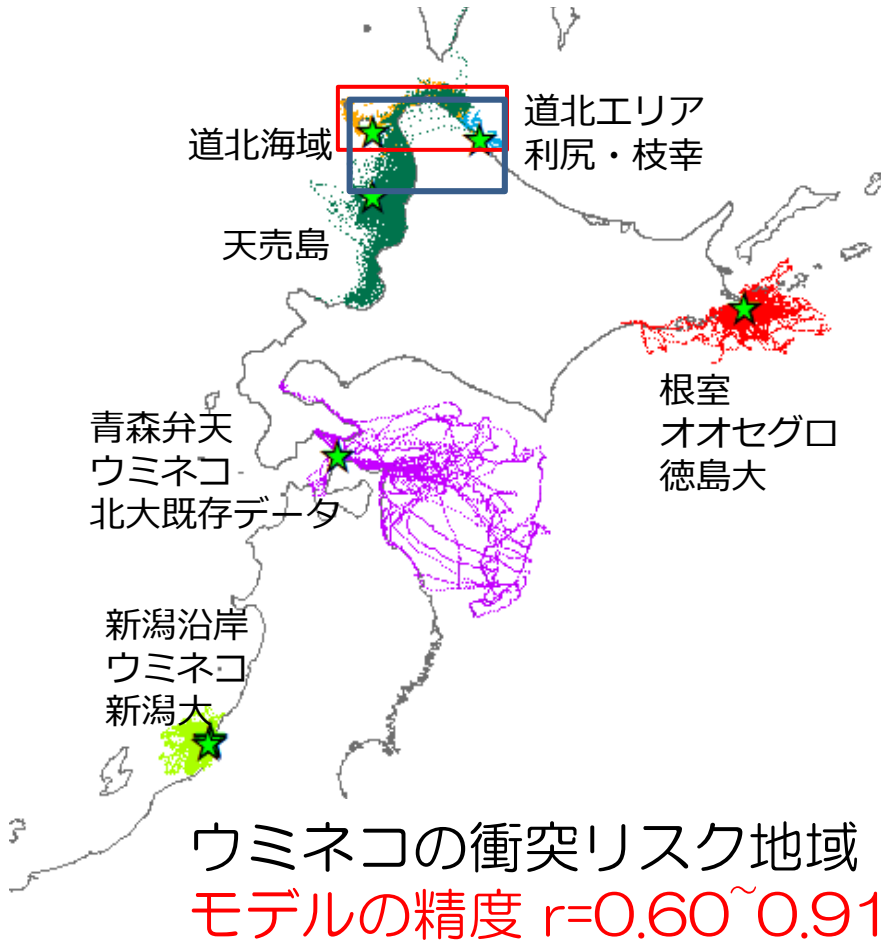 道北エリア
利尻・枝幸
道北海域
天売島
根室
オオセグロ
徳島大
青森弁天
ウミネコ
北大既存データ
新潟沿岸
ウミネコ
新潟大
ウミネコの衝突リスク地域
モデルの精度 r=0.60~0.91